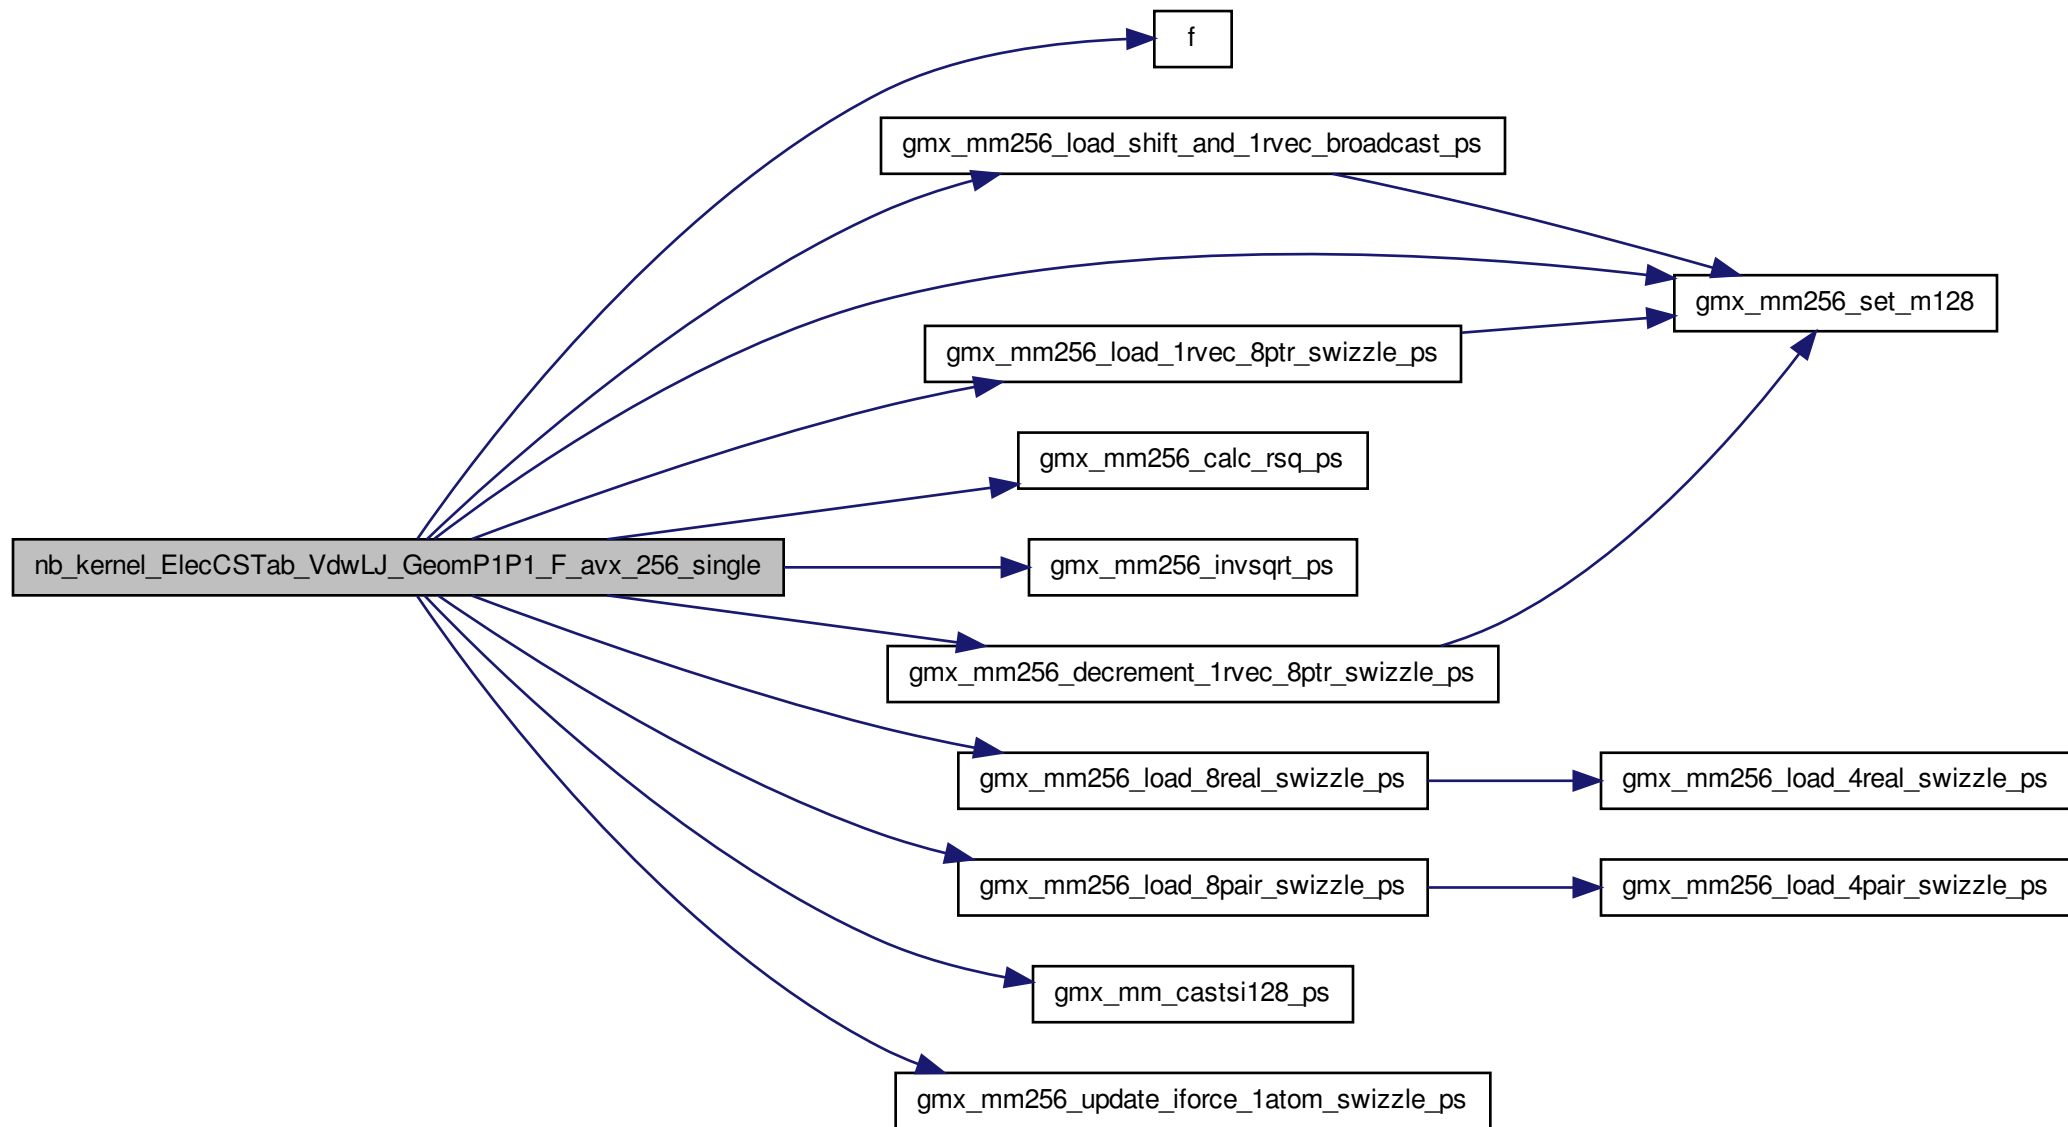 f
gmx_mm256_load_shift_and_1rvec_broadcast_ps
gmx_mm256_set_m128
gmx_mm256_load_1rvec_8ptr_swizzle_ps
gmx_mm256_calc_rsq_ps
nb_kernel_ElecCSTab_VdwLJ_GeomP1P1_F_avx_256_single
gmx_mm256_invsqrt_ps
gmx_mm256_decrement_1rvec_8ptr_swizzle_ps
gmx_mm256_load_8real_swizzle_ps
gmx_mm256_load_4real_swizzle_ps
gmx_mm256_load_8pair_swizzle_ps
gmx_mm256_load_4pair_swizzle_ps
gmx_mm_castsi128_ps
gmx_mm256_update_iforce_1atom_swizzle_ps